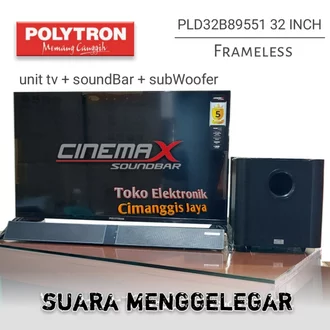 POLYTRON
Memang Canggih
PLD32B89551 32 INCH
FRAMELESS
unit tv + soundBar + subWoofer
5
CINEMAX
SOUNDBAR
Toko Elektronik
Cimanggis Jaya
SUARA MENGGELEGAR